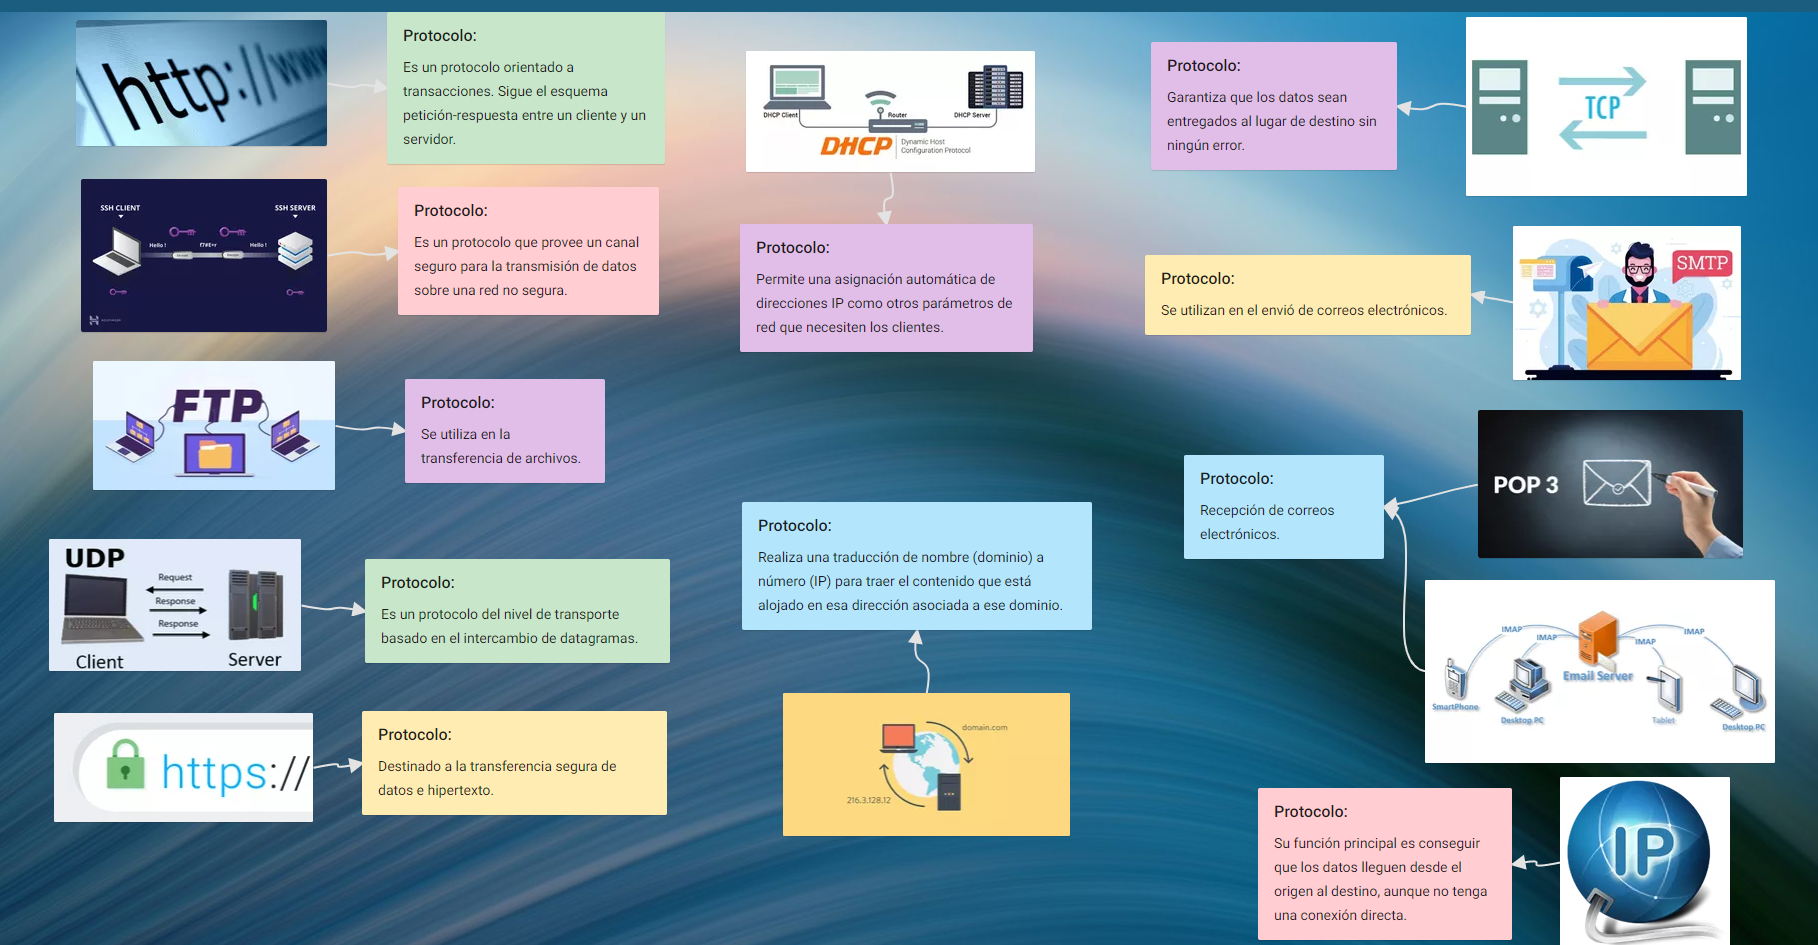 http://www
Protocolo:
Es un protocolo orientado a
transacciones. Sigue el esquema
petición-respuesta entre un cliente y un
servidor.
SSH CLIENT
SSH SERVER
Hello !
f7#E+r
Hello !
Protocolo:
Es un protocolo que provee un canal
seguro para la transmisión de datos
sobre una red no segura.
FTP
Protocolo:
Se utiliza en la
transferencia de archivos.
UDP
Request
Response
Response
Client
Server
Protocolo:
Es un protocolo del nivel de transporte
basado en el intercambio de datagramas.
https://
Protocolo:
Destinado a la transferencia segura de
datos e hipertexto.
DHCP Client
Router
DHCP Server
DHCP
Dynamic Host
Configuration Protocol
Protocolo:
Permite una asignación automática de
direcciones IP como otros parámetros de
red que necesiten los clientes.
Protocolo:
Realiza una traducción de nombre (dominio) a
número (IP) para traer el contenido que está
alojado en esa dirección asociada a ese dominio.
domain.com
216.3.128.12
Protocolo:
Garantiza que los datos sean
entregados al lugar de destino sin
ningún error.
TCP
Protocolo:
Se utilizan en el envió de correos electrónicos.
SMTP
Protocolo:
Recepción de correos
electrónicos.
POP 3
IMAP
IMAP
IMAP
IMAP
Email Server
SmartPhone
Desktop PC
Tablet
Desktop PC
Protocolo:
Su función principal es conseguir
que los datos lleguen desde el
origen al destino, aunque no tenga
una conexión directa.
IP